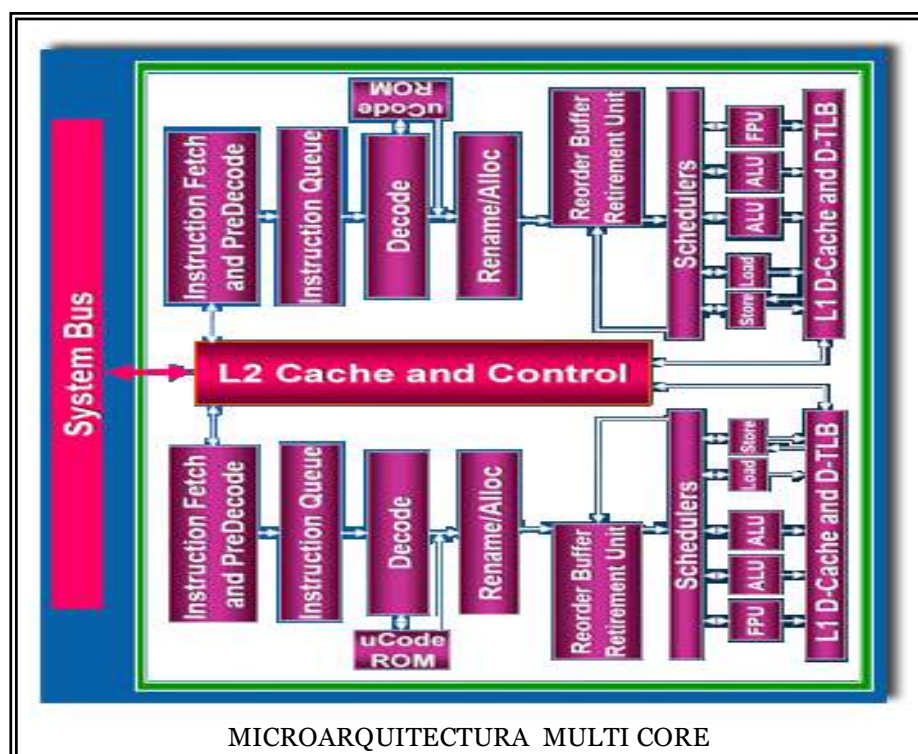 System Bus
Instruction Fetch
and PreDecode
Instruction Queue
Decode
uCode
ROM
Rename/Alloc
Reorder Buffer
Retirement Unit
Schedulers
FPU
ALU
ALU
Load
Store
L1 D-Cache and D-TLB
L2 Cache and Control
Instruction Fetch
and PreDecode
Instruction Queue
Decode
uCode
ROM
Rename/Alloc
Reorder Buffer
Retirement Unit
Schedulers
Store
Load
ALU
ALU
FPU
L1 D-Cache and D-TLB
MICROARQUITECTURA MULTI CORE